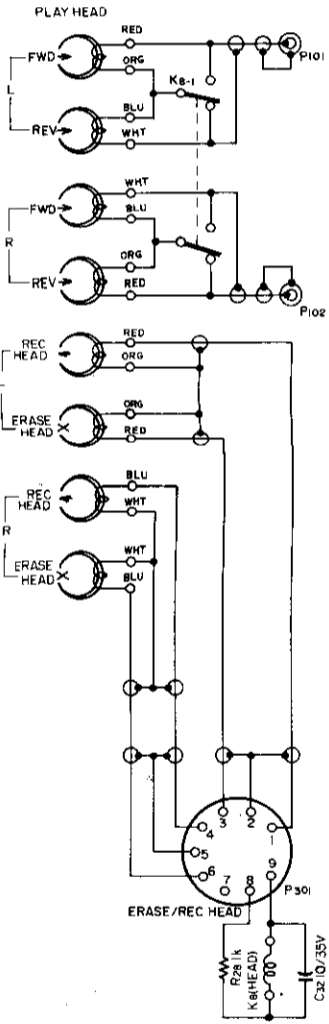 PLAY HEAD
RED
FWD
ORG
K8-1
P101
L
BLU
REV
WHT
WHT
FWD
BLU
R
ORG
REV
RED
P102
REC
HEAD
RED
ORG
ORG
ERASE
HEAD
RED
BLU
REC
HEAD
WHT
R
WHT
ERASE
HEAD
BLU
3
2
4
1
5
6
7
8
9
P301
ERASE/REC HEAD
R28 1k
K8(HEAD)
C32 10/35V